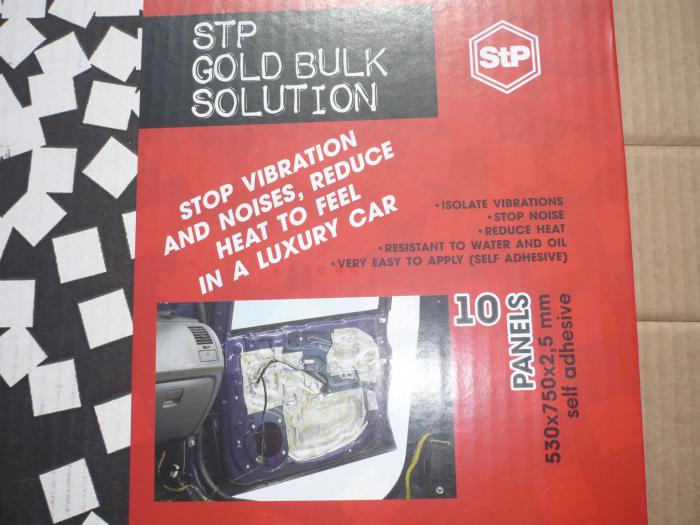 STP
GOLD BULK
SOLUTION
StP
STOP VIBRATION
AND NOISES, REDUCE
HEAT TO FEEL
IN A LUXURY CAR
• ISOLATE VIBRATIONS
• STOP NOISE
• REDUCE HEAT
• RESISTANT TO WATER AND OIL
• VERY EASY TO APPLY (SELF ADHESIVE)
10
PANELS
530x750x2,5 mm
self adhesive